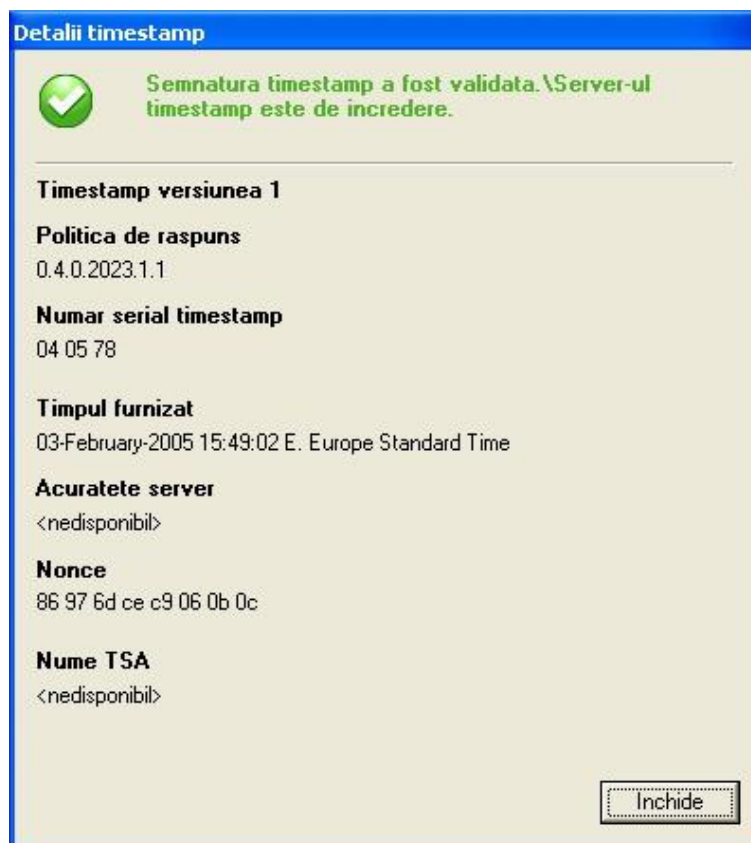 Detalii timestamp
Semnatura timestamp a fost validata.\Server-ul
timestamp este de incredere.
Timestamp versiunea 1
Politica de raspuns
0.4.0.2023.1.1
Numar serial timestamp
04 05 78
Timpul furnizat
03-February-2005 15:49:02 E. Europe Standard Time
Acuratete server
<nedisponibil>
Nonce
86 97 6d ce c9 06 0b 0c
Nume TSA
<nedisponibil>
Inchide